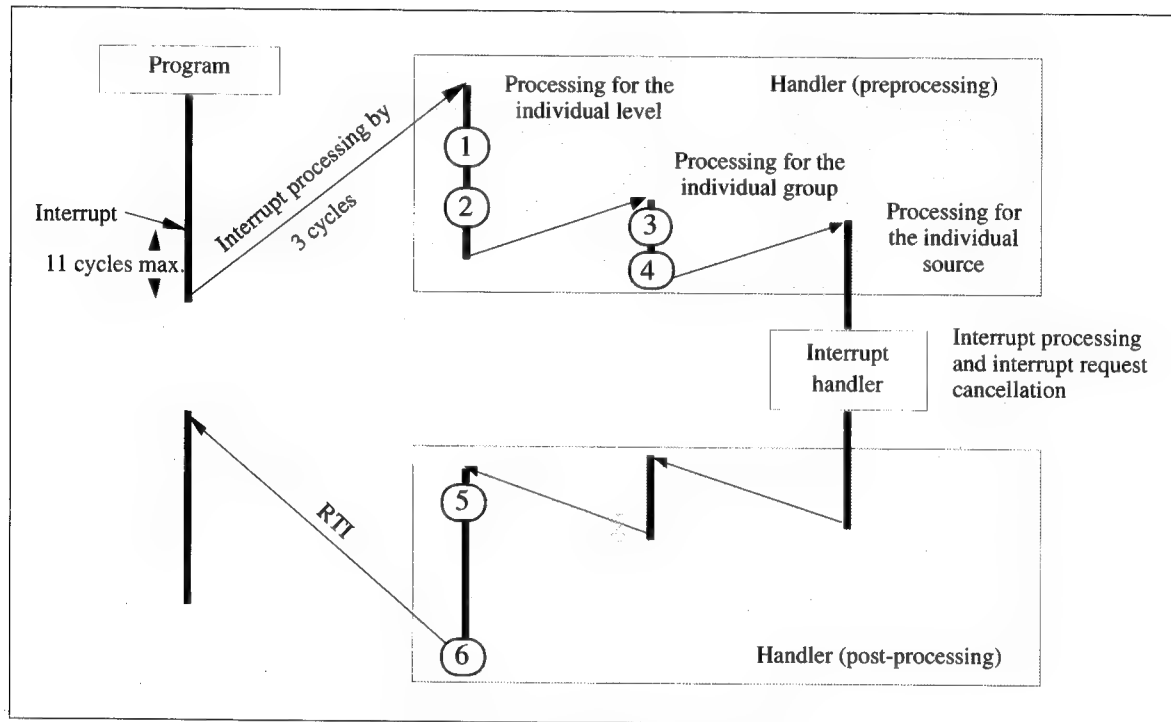 Program
Processing for the
individual level
Handler (preprocessing)
Interrupt processing by
3 cycles
1
2
Processing for the
individual group
3
4
Processing for
the individual
source
Interrupt
11 cycles max.
Interrupt
handler
Interrupt processing
and interrupt request
cancellation
RTI
5
6
Handler (post-processing)